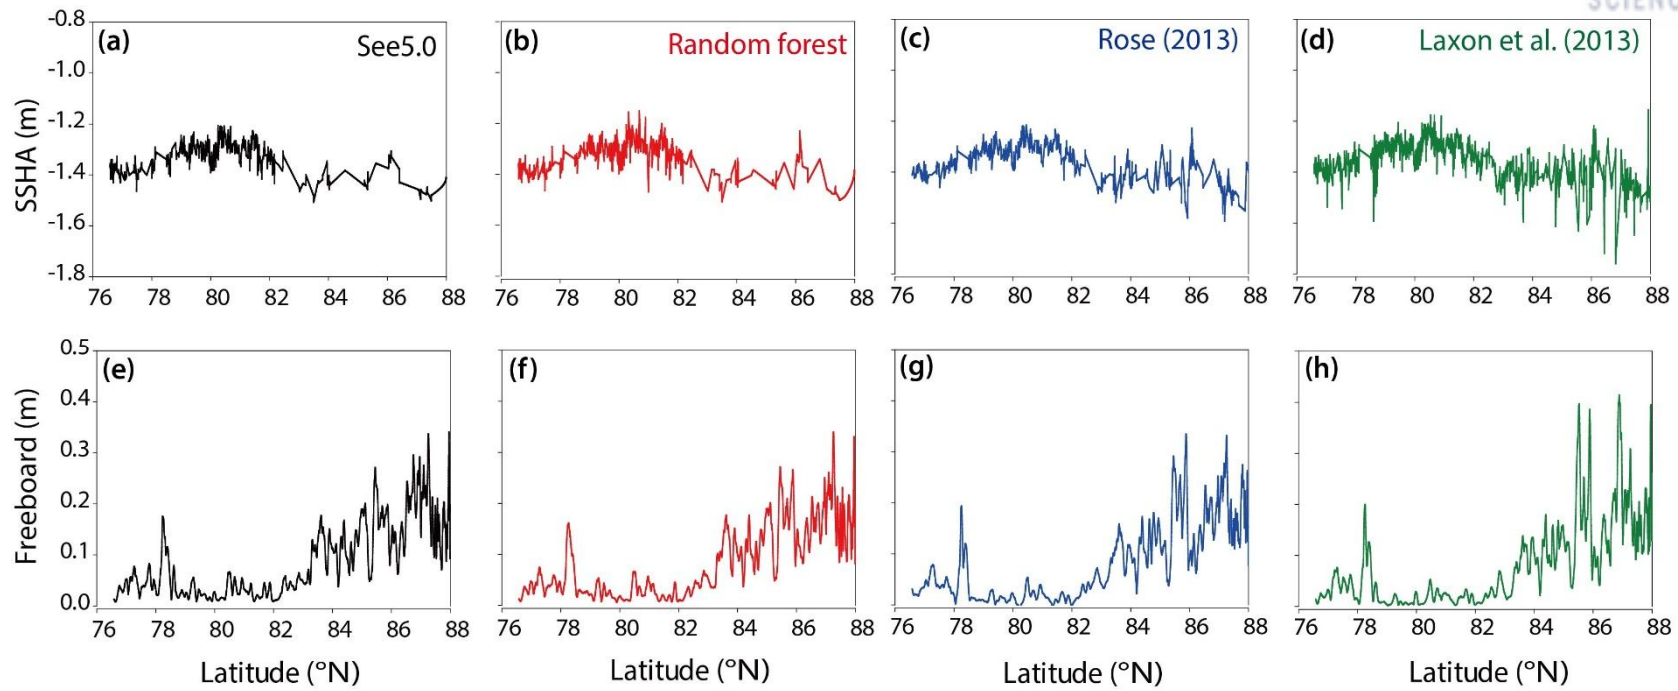 SCIENC
(a) See5.0
(b) Random forest
(c) Rose (2013)
(d) Laxon et al. (2013)
SSHA (m)
-0.8
-1.0
-1.2
-1.4
-1.6
-1.8
76 78 80 82 84 86 88
76 78 80 82 84 86 88
76 78 80 82 84 86 88
76 78 80 82 84 86 88
(e)
(f)
(g)
(h)
Freeboard (m)
0.5
0.4
0.3
0.2
0.1
0.0
76 78 80 82 84 86 88
76 78 80 82 84 86 88
76 78 80 82 84 86 88
76 78 80 82 84 86 88
Latitude (°N)
Latitude (°N)
Latitude (°N)
Latitude (°N)